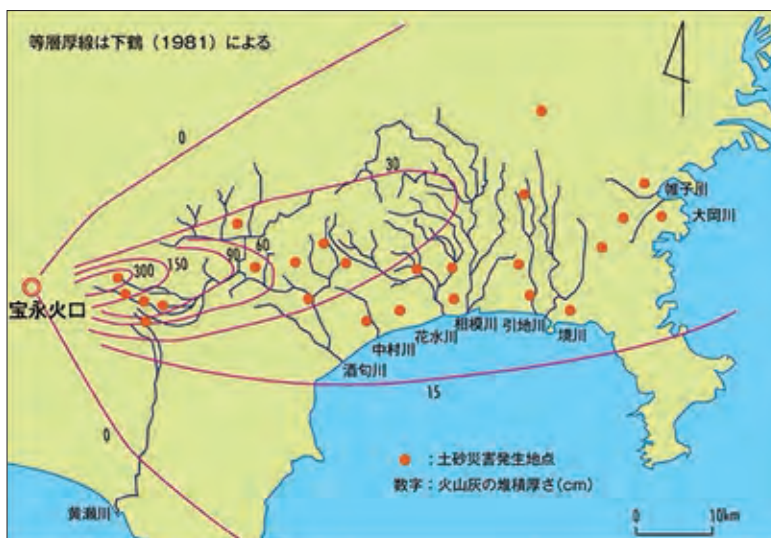 等層厚線は下鶴（1981）による
0
30
帷子川
大岡川
90
60
150
300
宝永火口
相模川
引地川
境川
花水川
中村川
酒匂川
15
0
●：土砂災害発生地点
数字：火山灰の堆積厚さ(cm)
黄瀬川
0 10km